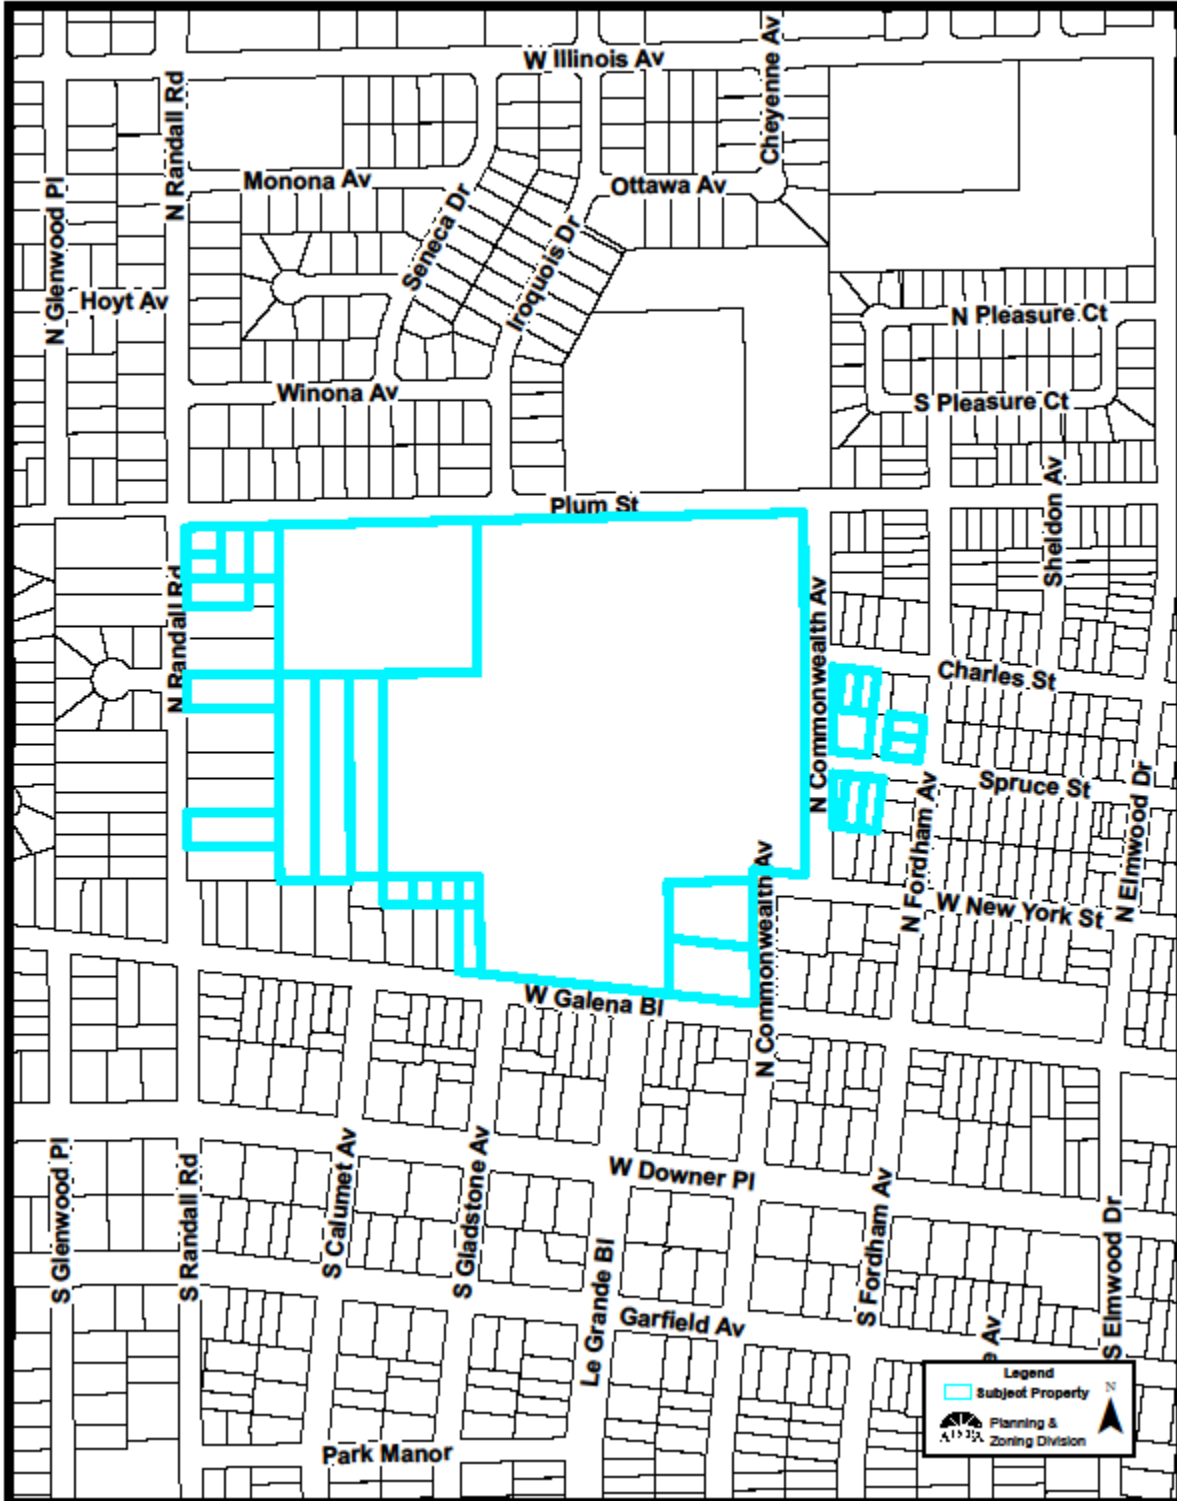 W Illinois Av
Cheyenne Av
N Randall Rd
Monona Av
Ottawa Av
N Glenwood Pl
Seneca Dr
Iroquois Dr
Hoyt Av
N Pleasure Ct
Winona Av
S Pleasure Ct
Plum St
Sheldon Av
N Randall Rd
N Commonwealth Av
Charles St
Spruce St
N Elmwood Dr
N Fordham Av
N Commonwealth Av
W New York St
W Galena Bl
S Glenwood Pl
S Randall Rd
S Calumet Av
S Gladstone Av
W Downer Pl
S Fordham Av
S Elmwood Dr
Le Grande Bl
Garfield Av
e Av
Park Manor
Legend
Subject Property
N
Planning &
Zoning Division